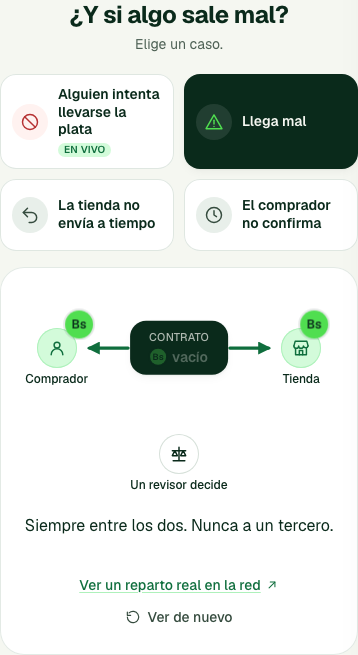 ¿Y si algo sale mal?
Elige un caso.
Alguien intenta
llevarse la
plata
EN VIVO
Llega mal
La tienda no
envía a tiempo
El comprador
no confirma
Bs
Bs
CONTRATO
Bs vacío
Comprador
Tienda
Un revisor decide
Siempre entre los dos. Nunca a un tercero.
Ver un reparto real en la red ↗
Ver de nuevo